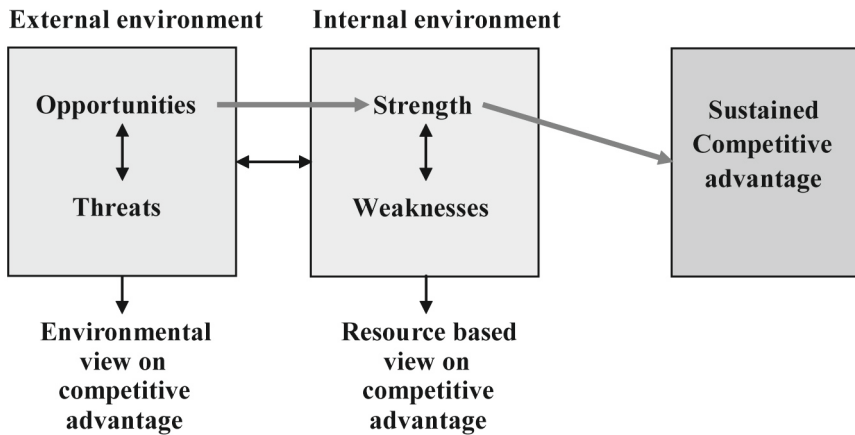 External environment
Internal environment
Opportunities
Threats
Strength
Weaknesses
Sustained
Competitive
advantage
Environmental
view on
competitive
advantage
Resource based
view on
competitive
advantage